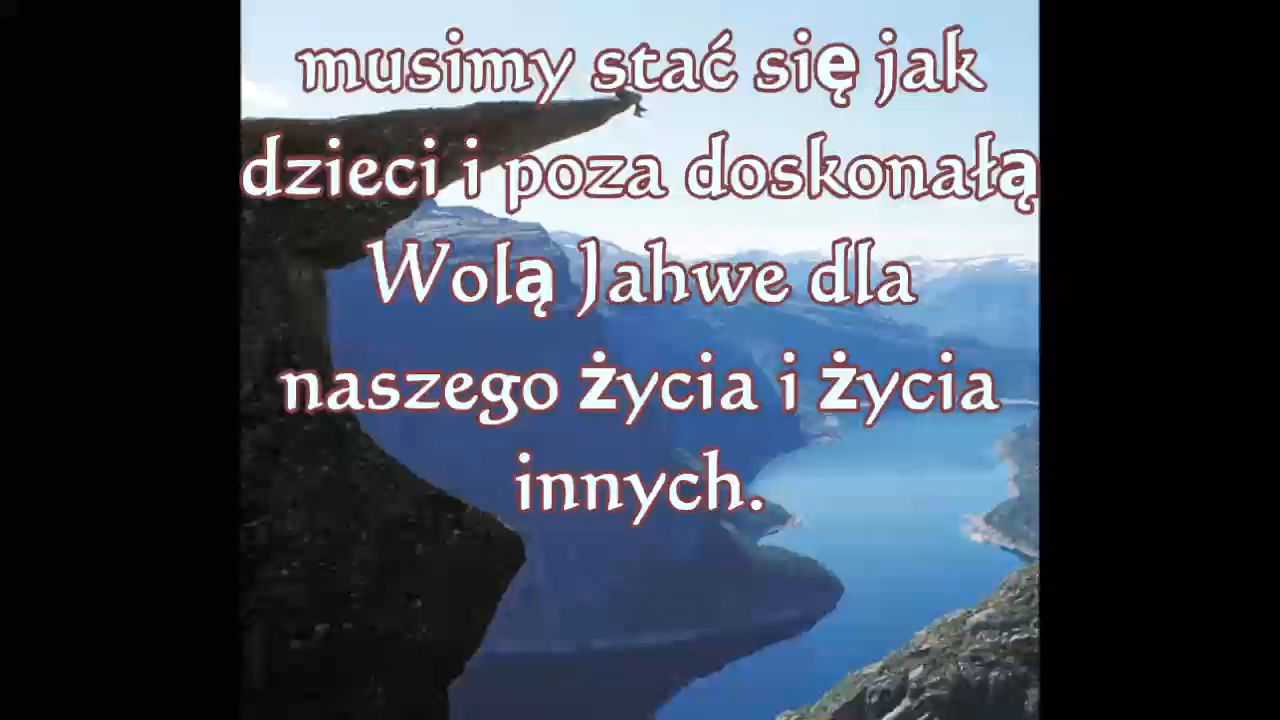 musimy stać się jak
dzieci i poza doskonałą
Wolą Jahwe dla
naszego życia i życia
innych.